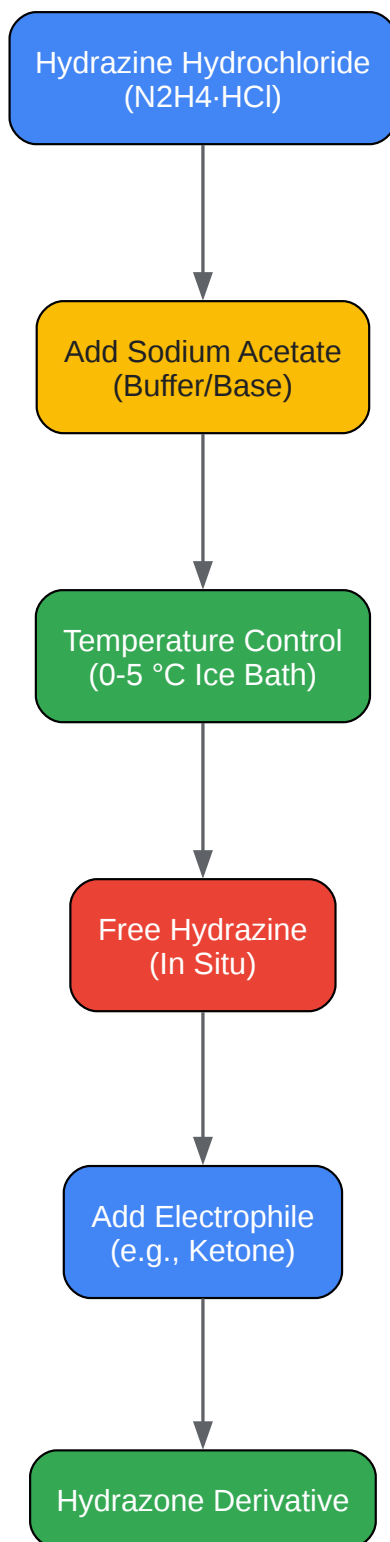 Hydrazine Hydrochloride
(N2H4·HCl)
Add Sodium Acetate
(Buffer/Base)
Temperature Control
(0-5 °C Ice Bath)
Free Hydrazine
(In Situ)
Add Electrophile
(e.g., Ketone)
Hydrazone Derivative